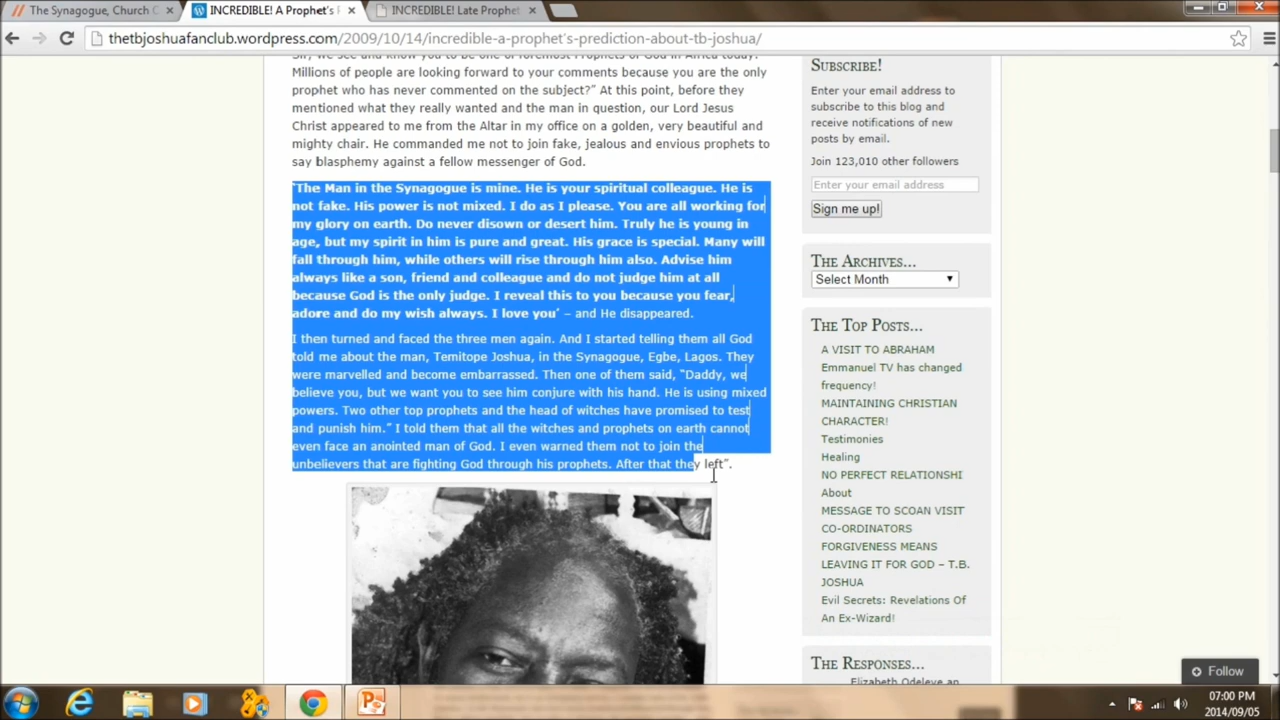 The Synagogue, Church C
INCREDIBLE! A Prophet's P
INCREDIBLE! Late Prophet
thetbjoshuafanclub.wordpress.com/2009/10/14/incredible-a-prophet's-prediction-about-tb-joshua/
Sir, we see and know you to be one of foremost Prophets of God in Africa today.
Millions of people are looking forward to your comments because you are the only
prophet who has never commented on the subject?" At this point, before they
mentioned what they really wanted and the man in question, our Lord Jesus
Christ appeared to me from the Altar in my office on a golden, very beautiful and
mighty chair. He commanded me not to join fake, jealous and envious prophets to
say blasphemy against a fellow messenger of God.
'The Man in the Synagogue is mine. He is your spiritual colleague. He is
not fake. His power is not mixed. I do as I please. You are all working for
my glory on earth. Do never disown or desert him. Truly he is young in
age, but my spirit in him is pure and great. His grace is special. Many will
fall through him, while others will rise through him also. Advise him
always like a son, friend and colleague and do not judge him at all
because God is the only judge. I reveal this to you because you fear,
adore and do my wish always. I love you' – and He disappeared.
I then turned and faced the three men again. And I started telling them all God
told me about the man, Temitope Joshua, in the Synagogue, Egbe, Lagos. They
were marvelled and become embarrassed. Then one of them said, "Daddy, we
believe you, but we want you to see him conjure with his hand. He is using mixed
powers. Two other top prophets and the head of witches have promised to test
and punish him." I told them that all the witches and prophets on earth cannot
even face an anointed man of God. I even warned them not to join the
unbelievers that are fighting God through his prophets. After that they left".
SUBSCRIBE!
Enter your email address to
subscribe to this blog and
receive notifications of new
posts by email.
Join 123,010 other followers
Enter your email address
Sign me up!
THE ARCHIVES...
Select Month
THE TOP POSTS...
A VISIT TO ABRAHAM
Emmanuel TV has changed
frequency!
MAINTAINING CHRISTIAN
CHARACTER!
Testimonies
Healing
NO PERFECT RELATIONSHI
About
MESSAGE TO SCOAN VISIT
CO-ORDINATORS
FORGIVENESS MEANS
LEAVING IT FOR GOD – T.B.
JOSHUA
Evil Secrets: Revelations Of
An Ex-Wizard!
THE RESPONSES...
Elizabeth Odeleye an
Follow
07:00 PM
2014/09/05